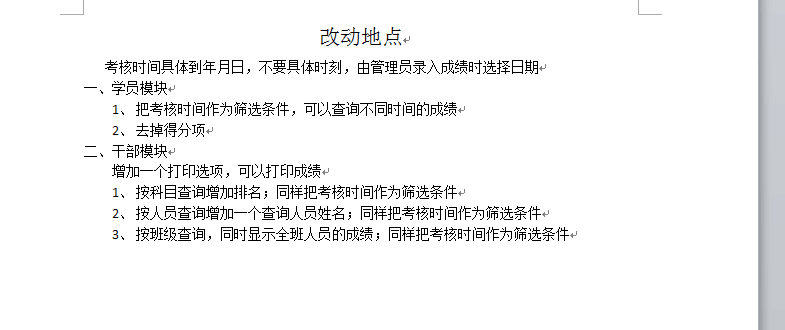 改动地点
考核时间具体到年月日，不要具体时刻，由管理员录入成绩时选择日期
一、学员模块
1、把考核时间作为筛选条件，可以查询不同时间的成绩
2、去掉得分项
二、干部模块
增加一个打印选项，可以打印成绩
1、按科目查询增加排名；同样把考核时间作为筛选条件
2、按人员查询增加一个查询人员姓名；同样把考核时间作为筛选条件
3、按班级查询，同时显示全班人员的成绩；同样把考核时间作为筛选条件